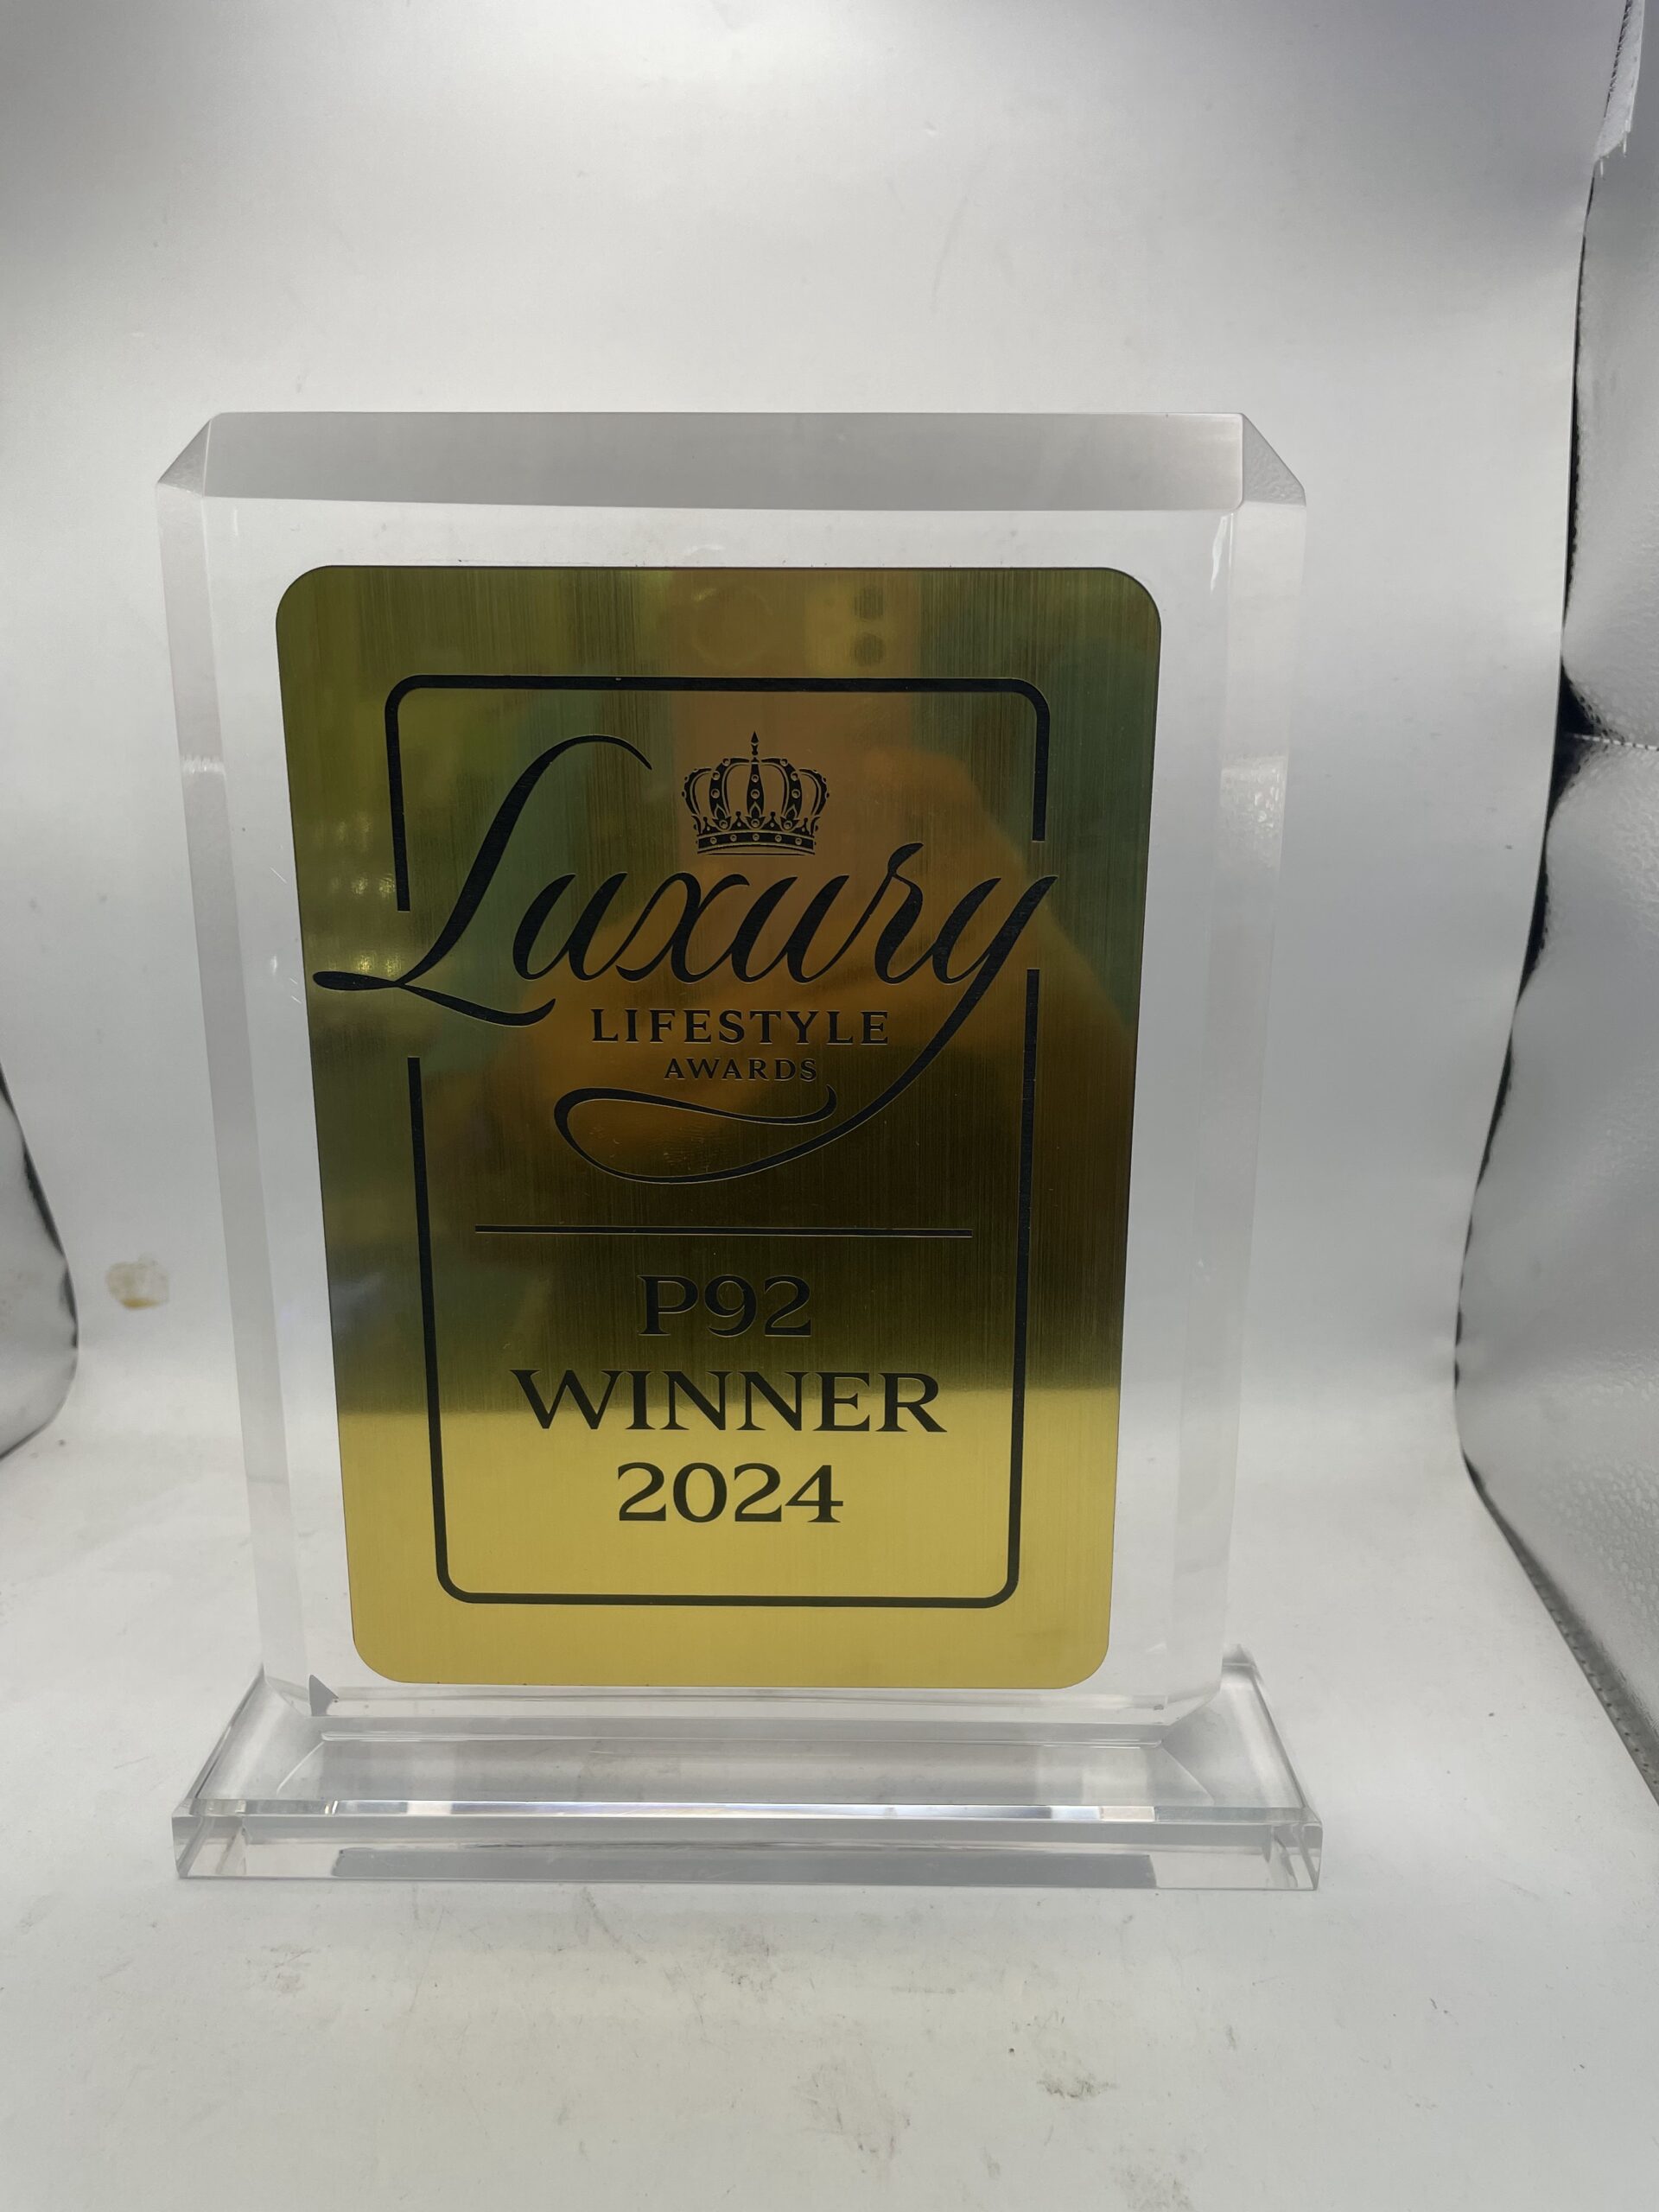 Luxury
LIFESTYLE
AWARDS
P92
WINNER
2024